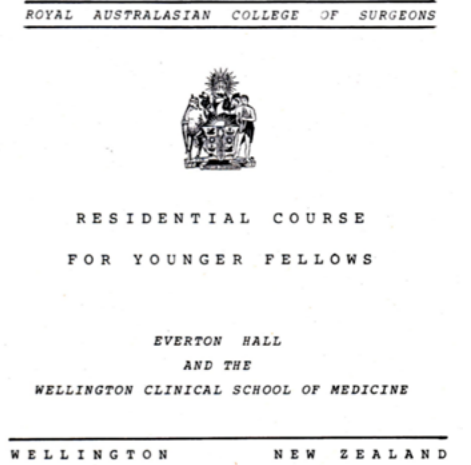 ROYAL AUSTRALASIAN COLLEGE OF SURGEONS
RESIDENTIAL COURSE
FOR YOUNGER FELLOWS
EVERTON HALL
AND THE
WELLINGTON CLINICAL SCHOOL OF MEDICINE
WELLINGTON NEW ZEALAND